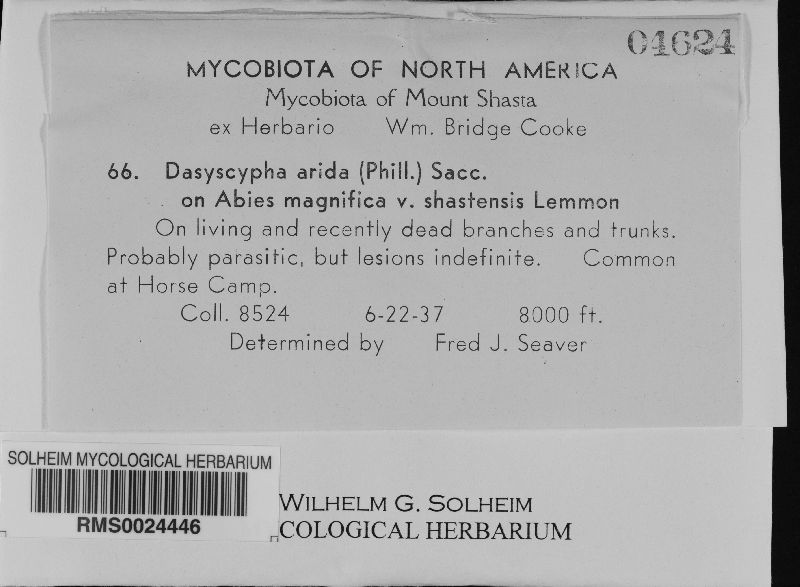 04624
MYCOBIOTA OF NORTH AMERICA
Mycobiota of Mount Shasta
ex Herbario Wm. Bridge Cooke
66. Dasyscypha arida (Phill.) Sacc.
on Abies magnifica v. shastensis Lemmon
On living and recently dead branches and trunks.
Probably parasitic, but lesions indefinite. Common
at Horse Camp.
Coll. 8524 6-22-37 8000 ft.
Determined by Fred J. Seaver
SOLHEIM MYCOLOGICAL HERBARIUM
RMS0024446
WILHELM G. SOLHEIM
COLOGICAL HERBARIUM